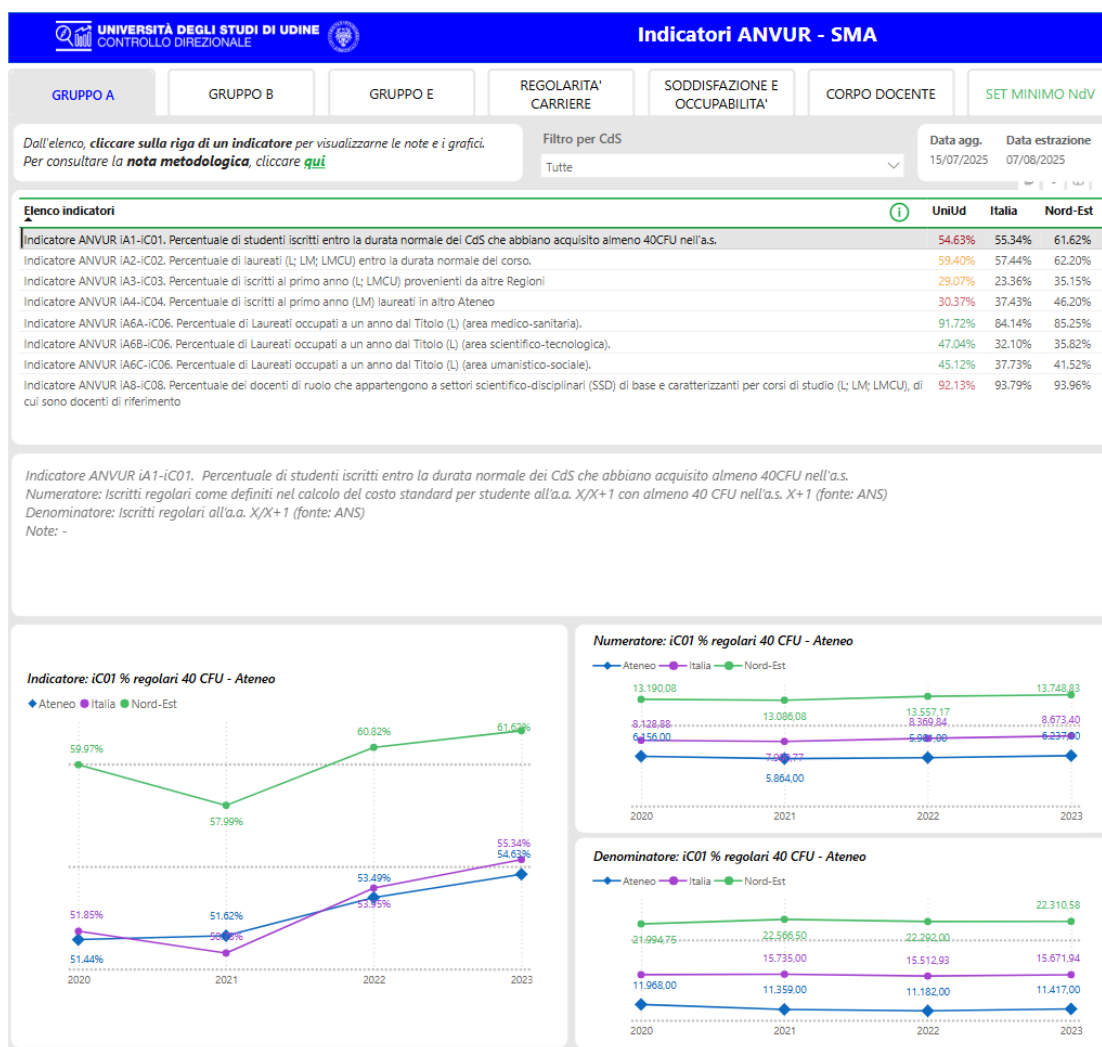 UNIVERSITÀ DEGLI STUDI DI UDINE
CONTROLLO DIREZIONALE
Indicatori ANVUR - SMA
GRUPPO A
GRUPPO B
GRUPPO E
REGOLARITA'
CARRIERE
SODDISFAZIONE E
OCCUPABILITA'
CORPO DOCENTE
SET MINIMO NdV
Dall'elenco, cliccare sulla riga di un indicatore per visualizzarne le note e i grafici.
Per consultare la nota metodologica, cliccare qui
Filtro per CdS
Tutte
Data agg. Data estrazione
15/07/2025 07/08/2025
Elenco indicatori UniUd Italia Nord-Est
Indicatore ANVUR iA1-iC01. Percentuale di studenti iscritti entro la durata normale dei CdS che abbiano acquisito almeno 40CFU nell'a.s. 54.63% 55.34% 61.62%
Indicatore ANVUR iA2-iC02. Percentuale di laureati (L; LM; LMCU) entro la durata normale del corso. 59.40% 57.44% 62.20%
Indicatore ANVUR iA3-iC03. Percentuale di iscritti al primo anno (L; LMCU) provenienti da altre Regioni 29.07% 23.36% 35.15%
Indicatore ANVUR iA4-iC04. Percentuale di iscritti al primo anno (LM) laureati in altro Ateneo 30.37% 37.43% 46.20%
Indicatore ANVUR iA6A-iC06. Percentuale di Laureati occupati a un anno dal Titolo (L) (area medico-sanitaria). 91.72% 84.14% 85.25%
Indicatore ANVUR iA6B-iC06. Percentuale di Laureati occupati a un anno dal Titolo (L) (area scientifico-tecnologica). 47.04% 32.10% 35.82%
Indicatore ANVUR iA6C-iC06. Percentuale di Laureati occupati a un anno dal Titolo (L) (area umanistico-sociale). 45.12% 37.73% 41.52%
Indicatore ANVUR iA8-iC08. Percentuale dei docenti di ruolo che appartengono a settori scientifico-disciplinari (SSD) di base e caratterizzanti per corsi di studio (L; LM; LMCU), di 92.13% 93.79% 93.96%
cui sono docenti di riferimento
Indicatore ANVUR iA1-iC01. Percentuale di studenti iscritti entro la durata normale dei CdS che abbiano acquisito almeno 40CFU nell'a.s.
Numeratore: Iscritti regolari come definiti nel calcolo del costo standard per studente all'a.a. X/X+1 con almeno 40 CFU nell'a.s. X+1 (fonte: ANS)
Denominatore: Iscritti regolari all'a.a. X/X+1 (fonte: ANS)
Note: -
Indicatore: iC01 % regolari 40 CFU - Ateneo
Ateneo Italia Nord-Est
59.97%
57.99%
60.82%
61.62%
51.85%
51.44%
51.62%
53.49%
53.95%
55.34%
54.63%
2020 2021 2022 2023
Numeratore: iC01 % regolari 40 CFU - Ateneo
Ateneo Italia Nord-Est
13.190,08
13.086,08
13.557,17
13.748,83
8.128,88
8.369,84
8.673,40
6.156,00
5.864,00
2020 2021 2022 2023
Denominatore: iC01 % regolari 40 CFU - Ateneo
Ateneo Italia Nord-Est
22.310,58
21.994,75 22.566,50 22.292,00
15.735,00 15.512,93 15.671,94
11.968,00 11.359,00 11.182,00 11.417,00
2020 2021 2022 2023